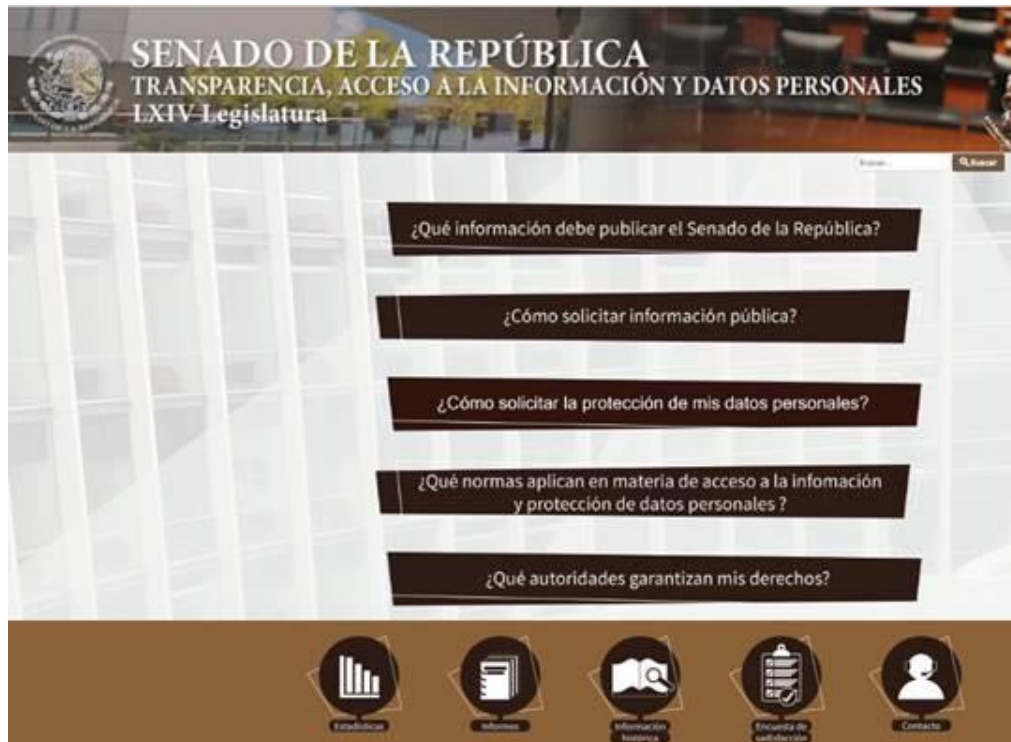 SENADO DE LA REPÚBLICA
TRANSPARENCIA, ACCESO A LA INFORMACIÓN Y DATOS PERSONALES
LXIV Legislatura
Buscar...
Buscar
¿Qué información debe publicar el Senado de la República?
¿Cómo solicitar información pública?
¿Cómo solicitar la protección de mis datos personales?
¿Qué normas aplican en materia de acceso a la infomación
y protección de datos personales ?
¿Qué autoridades garantizan mis derechos?
Estadísticas
Informes
Información
histórica
Encuesta de
Contacto